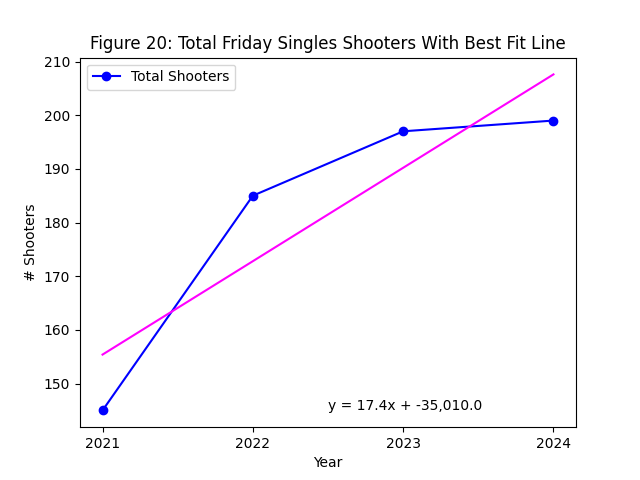 Figure 20: Total Friday Singles Shooters With Best Fit Line
Total Shooters
210
200
190
180
170
160
150
# Shooters
y = 17.4x + -35,010.0
2021 2022 2023 2024
Year